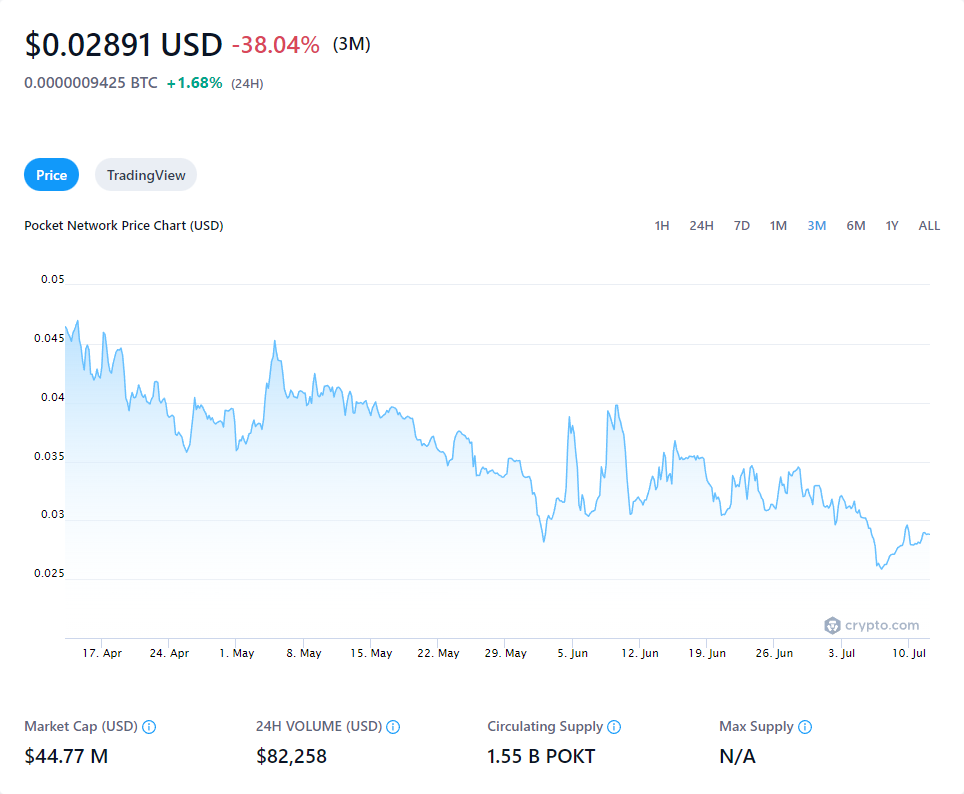 $0.02891 USD -38.04% (3M)
0.0000009425 BTC +1.68% (24H)
Price TradingView
Pocket Network Price Chart (USD) 1H 24H 7D 1M 3M 6M 1Y ALL
0.05
0.045
0.04
0.035
0.03
0.025
crypto.com
17. Apr 24. Apr 1. May 8. May 15. May 22. May 29. May 5. Jun 12. Jun 19. Jun 26. Jun 3. Jul 10. Jul
Market Cap (USD) 24H VOLUME (USD) Circulating Supply Max Supply
$44.77 M $82,258 1.55 B POKT N/A